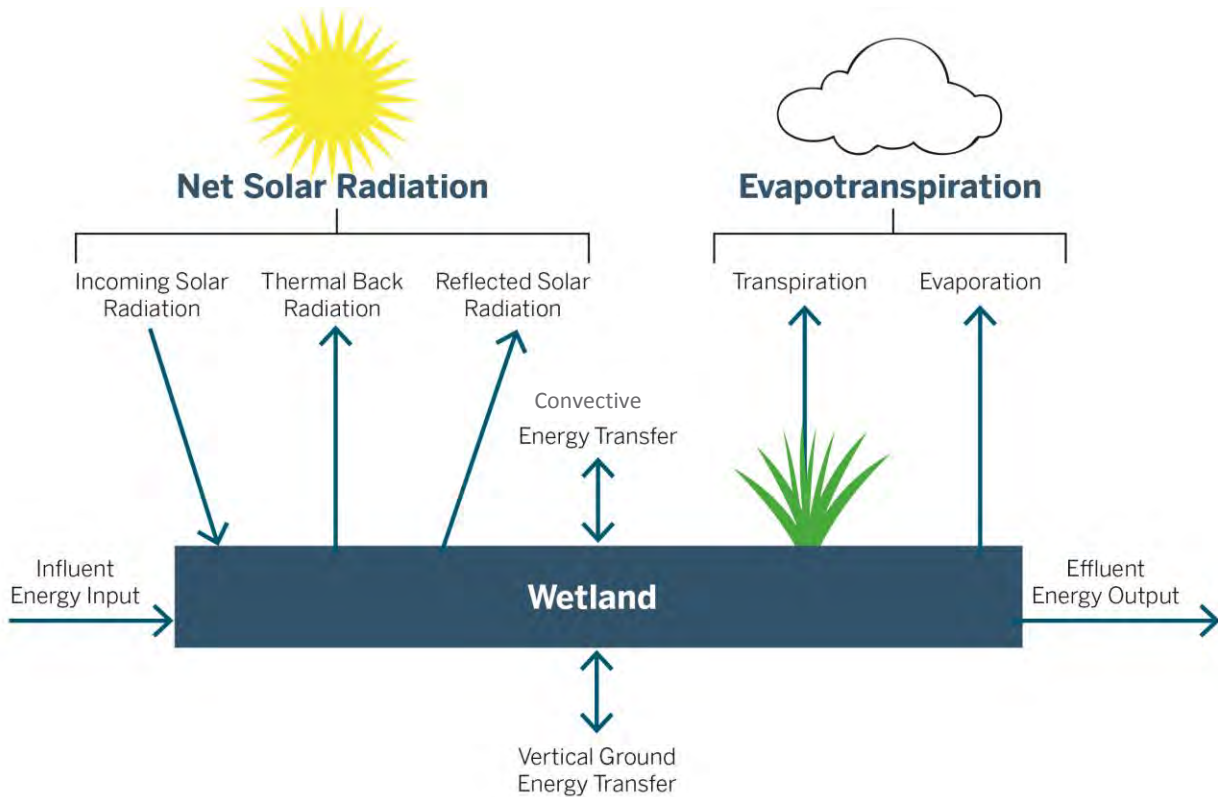 Net Solar Radiation
Evapotranspiration
Incoming Solar
Radiation
Thermal Back
Radiation
Reflected Solar
Radiation
Transpiration
Evaporation
Convective
Energy Transfer
Influent
Energy Input
Wetland
Effluent
Energy Output
Vertical Ground
Energy Transfer